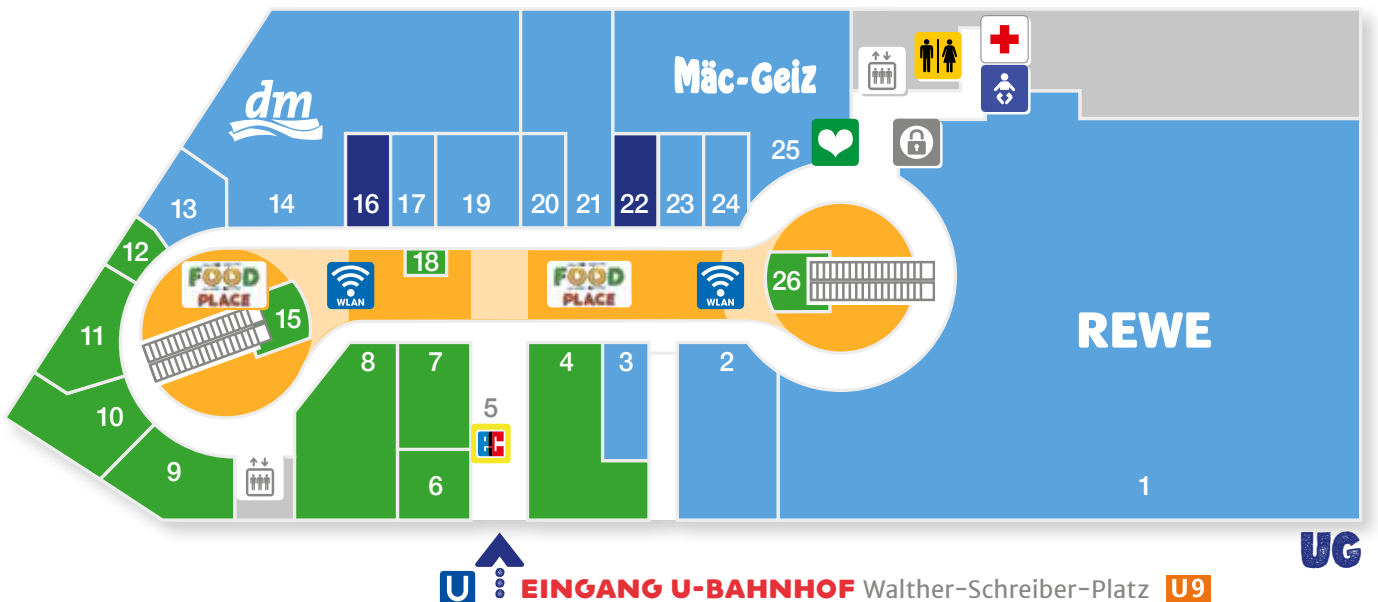 dm
Mäc-Geiz
25
13
14
16
17
19
20
21
22
23
24
12
FOOD
PLACE
WLAN
18
FOOD
PLACE
WLAN
26
11
15
REWE
8
7
4
3
2
10
5
ec
9
6
1
UG
U
EINGANG U-BAHNHOF Walther-Schreiber-Platz U9